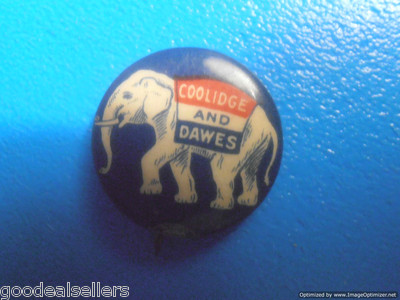 COOLIDGE
AND
DAWES
goodealsellers
Optimized by www.ImageOptimizer.net